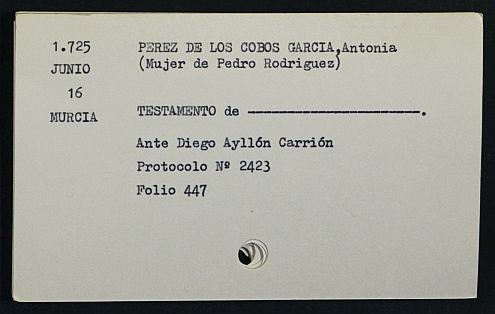 1.725
JUNIO
16
MURCIA
PEREZ DE LOS COBOS GARCIA,Antonia
(Mujer de Pedro Rodriguez)
TESTAMENTO de -----------------------.
Ante Diego Ayllón Carrión
Protocolo Nº 2423
Folio 447